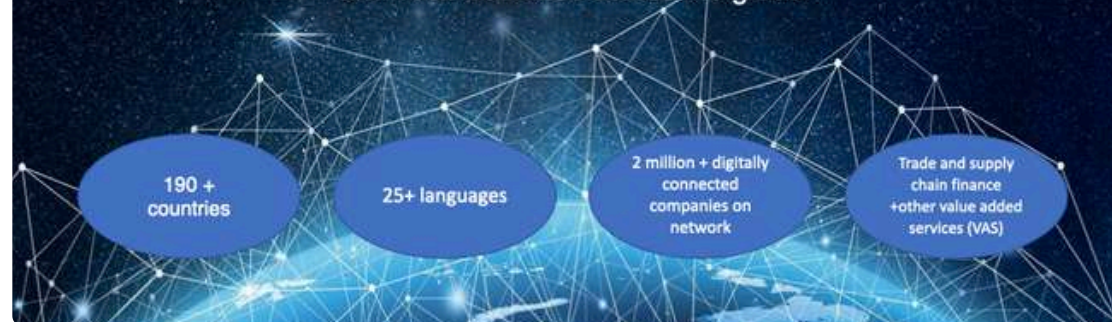 190 +
countries
25+ languages
2 million + digitally
connected
companies on
network
Trade and supply
chain finance
+other value added
services (VAS)